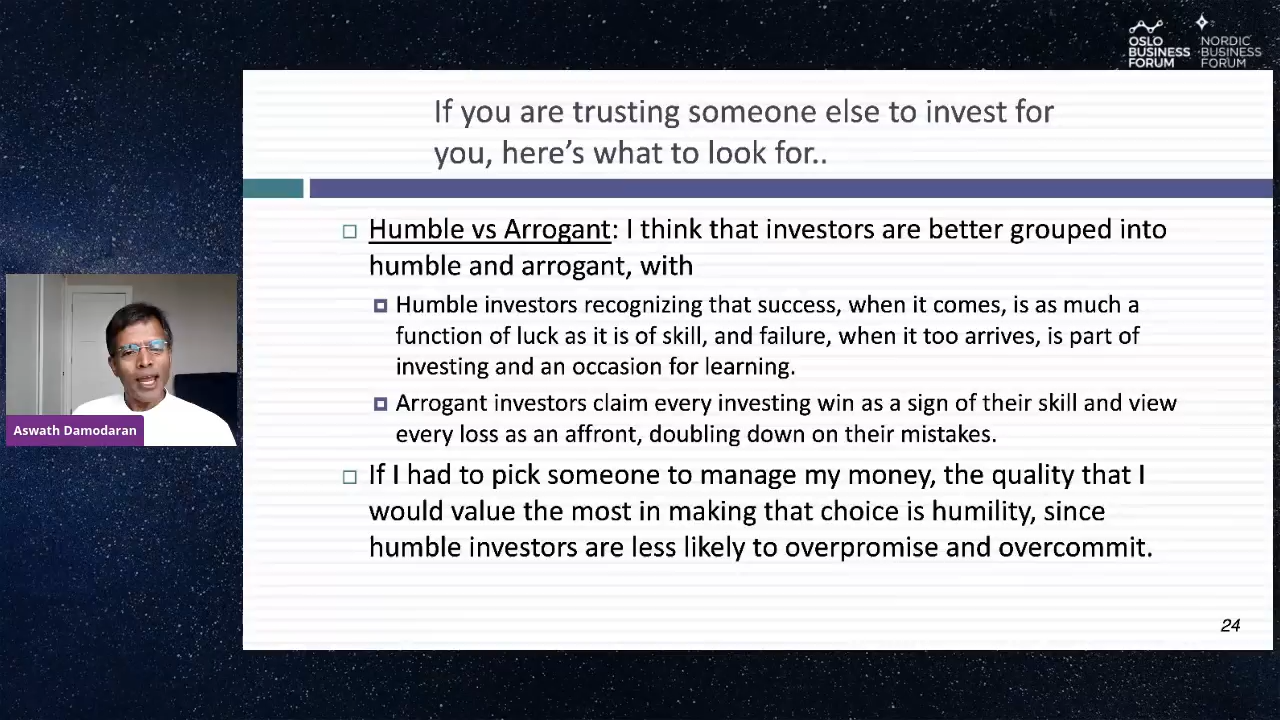 OSLO
BUSINESS
FORUM
NORDIC
BUSINESS
FORUM
If you are trusting someone else to invest for
you, here’s what to look for..
Humble vs Arrogant: I think that investors are better grouped into
humble and arrogant, with
Humble investors recognizing that success, when it comes, is as much a
function of luck as it is of skill, and failure, when it too arrives, is part of
investing and an occasion for learning.
Arrogant investors claim every investing win as a sign of their skill and view
every loss as an affront, doubling down on their mistakes.
If I had to pick someone to manage my money, the quality that I
would value the most in making that choice is humility, since
humble investors are less likely to overpromise and overcommit.
24
Aswath Damodaran